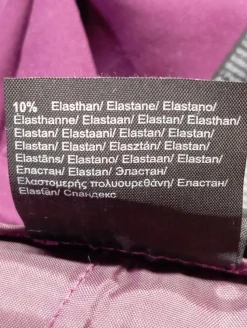 10% Elasthan/ Elastane/ Elastano/
Élasthanne/ Elastaan/ Elastan/ Elasthan/
Elastan/ Elastaani/ Elastan/ Elastan/
Elastan/ Elastan/ Elasztán/ Elastan/
Elastāns/ Elastano/ Elastaan/ Elastan/
Еластан/ Elastan/ Эластан/
Ελαστομερής πολυουρεθάνη/ Еластан/
Elastan/ Спандекс